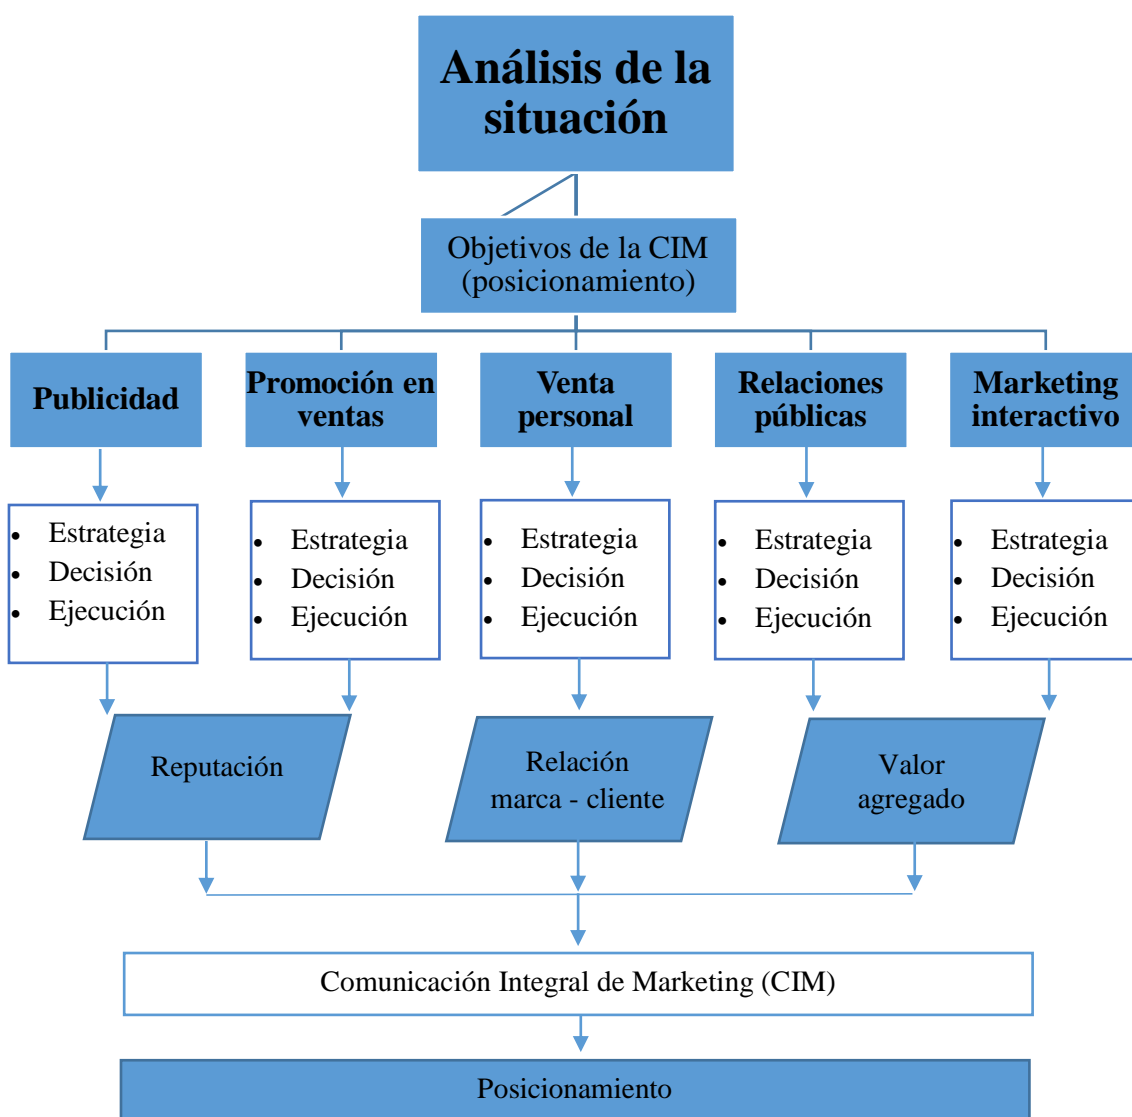 Análisis de la
situación
Objetivos de la CIM
(posicionamiento)
Publicidad
Promoción en
ventas
Venta
personal
Relaciones
públicas
Marketing
interactivo
• Estrategia
• Decisión
• Ejecución
• Estrategia
• Decisión
• Ejecución
• Estrategia
• Decisión
• Ejecución
• Estrategia
• Decisión
• Ejecución
• Estrategia
• Decisión
• Ejecución
Reputación
Relación
marca - cliente
Valor
agregado
Comunicación Integral de Marketing (CIM)
Posicionamiento